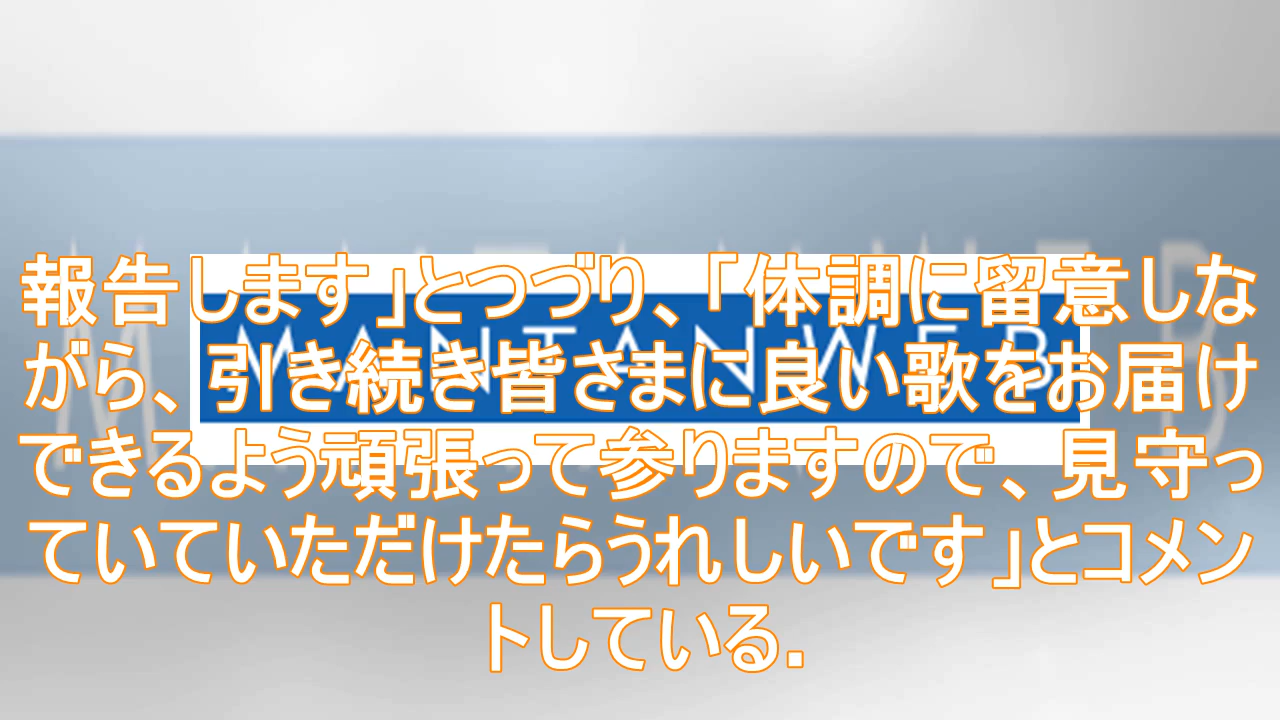 報告します」とつづり、「体調に留意しな
がら、引き続き皆さまに良い歌をお届け
できるよう頑張って参りますので、見守っ
ていていただけたらうれしいです」とコメン
トしている.
MANTANWEB